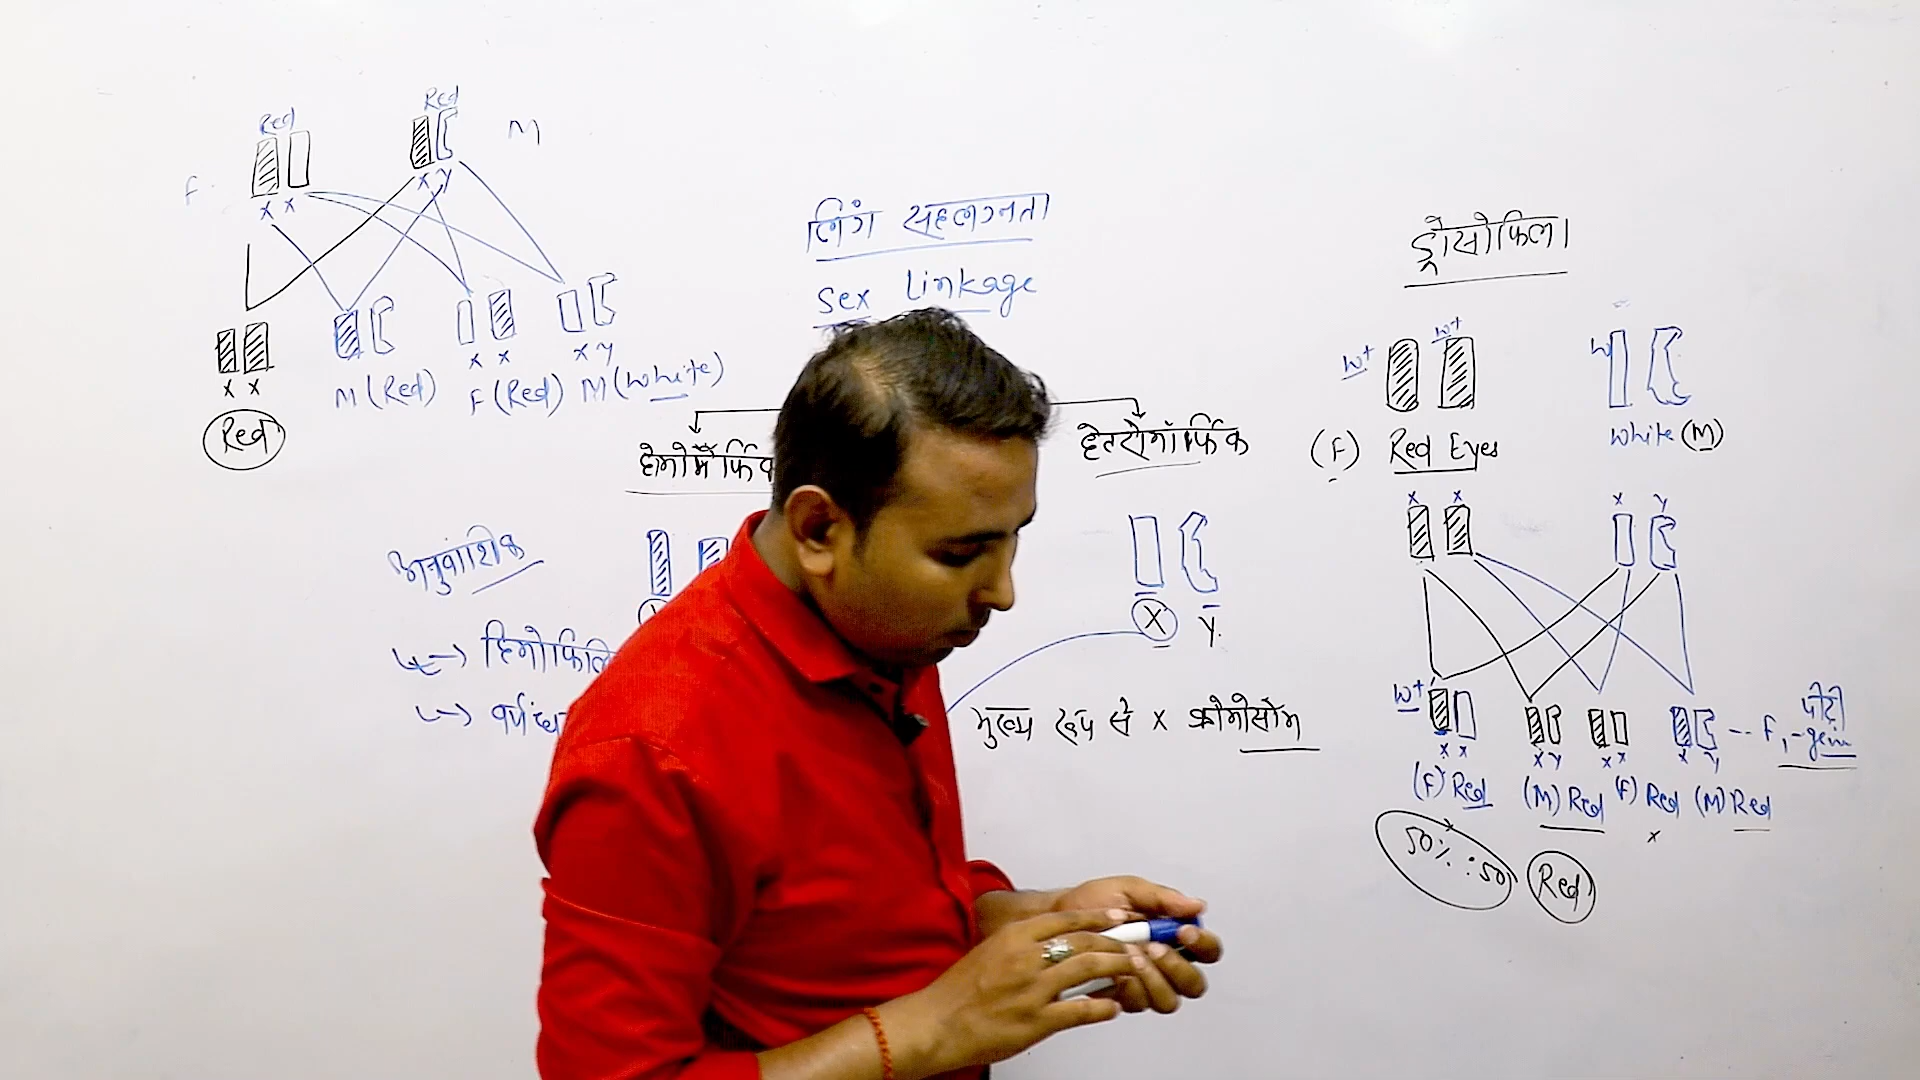 Red
Red
M
F
X X
X Y
X X
X X
X Y
M (Red)
F (Red)
M (White)
Red
लिंग सहलग्नता
Sex Linkage
हेटरोमॉर्फिक
अनुवांशिक
X
Y
मुख्य रूप से X क्रोमोसोम
ड्रोसोफिला
W+
W+
W
(F) Red Eyes
White (M)
X X
X Y
W+
X X
X Y
X X
X Y
-- F1 - पीढ़ी
gen
(F) Red
(M) Red
(F) Red
(M) Red
X
50% : 50
Red